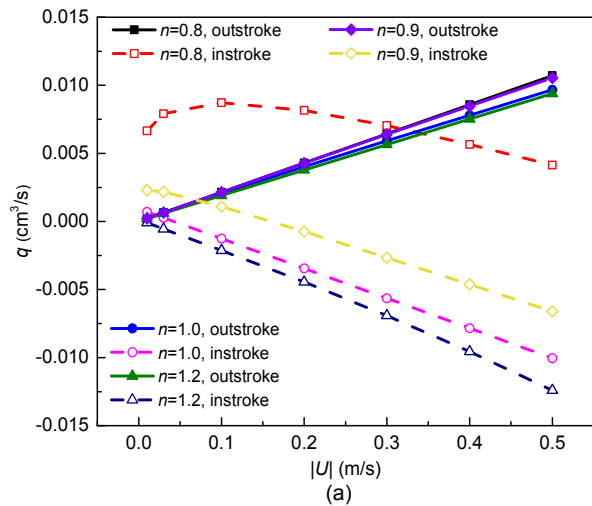 n=0.8, outstroke n=0.9, outstroke
n=0.8, instroke n=0.9, instroke
0.015
0.010
0.005
0.000
-0.005
-0.010
-0.015
q (cm³/s)
n=1.0, outstroke
n=1.0, instroke
n=1.2, outstroke
n=1.2, instroke
0.0 0.1 0.2 0.3 0.4 0.5
|U| (m/s)
(a)